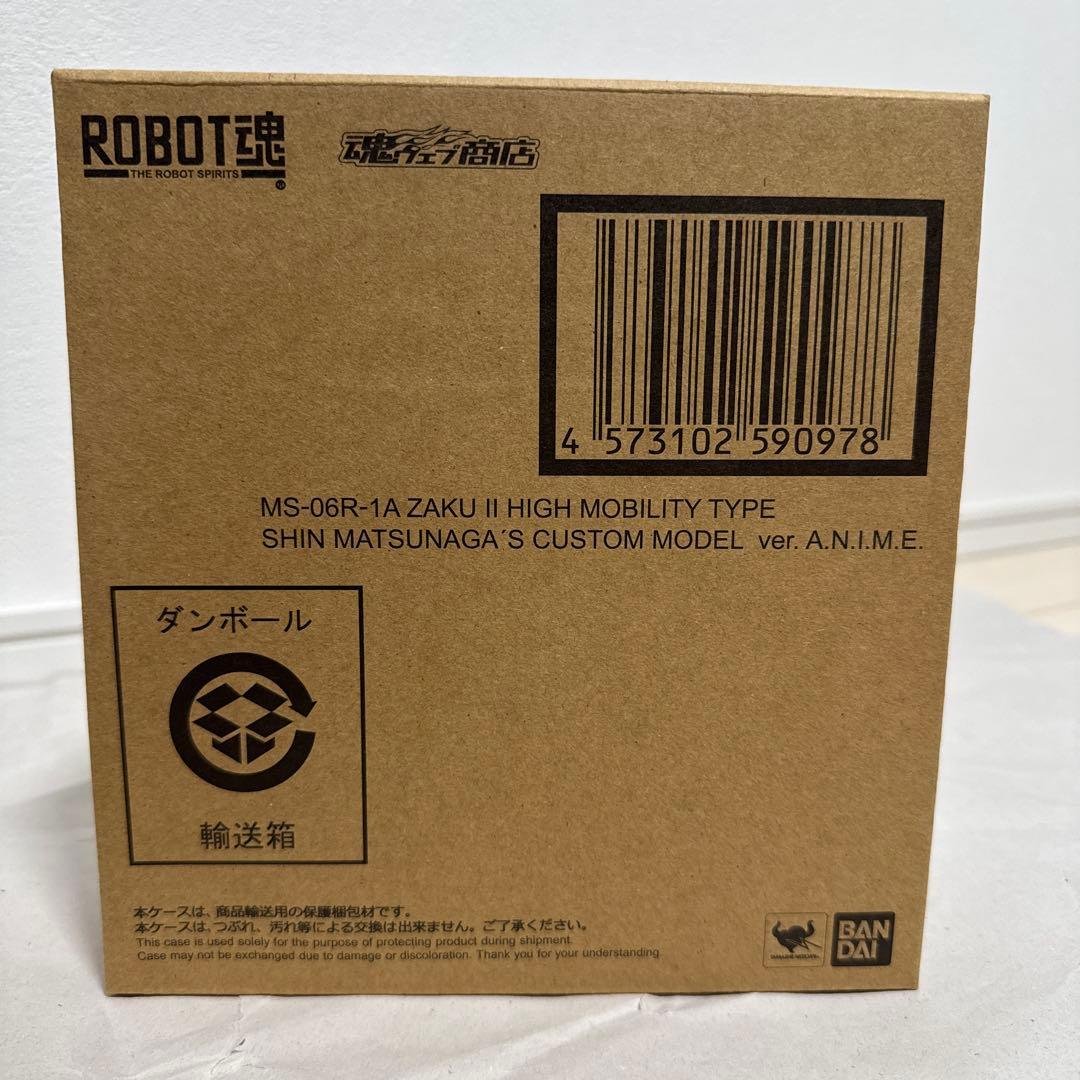 ROBOT魂
THE ROBOT SPIRITS
魂ウェブ商店
4 573102 590978
MS-06R-1A ZAKU II HIGH MOBILITY TYPE
SHIN MATSUNAGA´S CUSTOM MODEL ver. A.N.I.M.E.
ダンボール
輸送箱
本ケースは、商品輸送用の保護梱包材です。
本ケースは、つぶれ、汚れ等による交換は出来ません。ご了承ください。
This case is used solely for the purpose of protecting product during shipment.
Case may not be exchanged due to damage or discoloration. Thank you for your understanding.
BAN
DAI